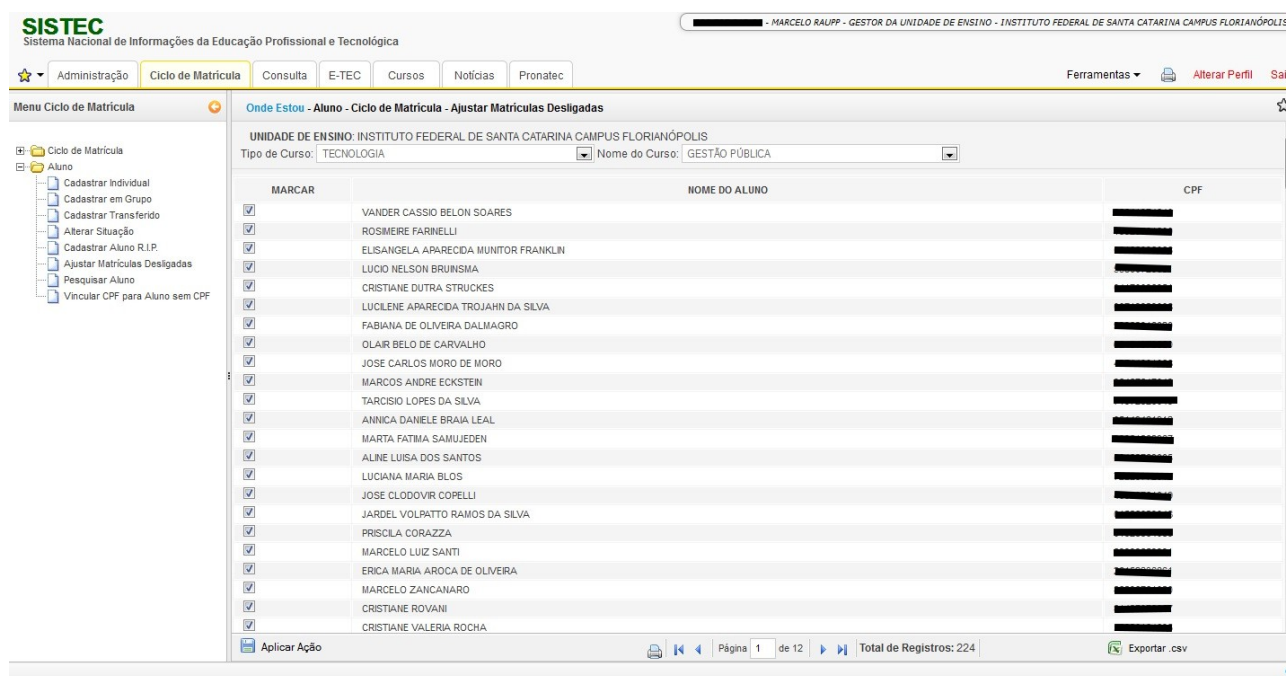 SISTEC
Sistema Nacional de Informações da Educação Profissional e Tecnológica
- MARCELO RAUPP - GESTOR DA UNIDADE DE ENSINO - INSTITUTO FEDERAL DE SANTA CATARINA CAMPUS FLORIANÓPOLIS
Administração Ciclo de Matrícula Consulta E-TEC Cursos Notícias Pronatec Ferramentas Alterar Perfil Sai
Menu Ciclo de Matrícula
Onde Estou - Aluno - Ciclo de Matrícula - Ajustar Matrículas Desligadas
Ciclo de Matrícula
Aluno
Cadastrar Individual
Cadastrar em Grupo
Cadastrar Transferido
Alterar Situação
Cadastrar Aluno R.I.P.
Ajustar Matrículas Desligadas
Pesquisar Aluno
Vincular CPF para Aluno sem CPF
UNIDADE DE ENSINO: INSTITUTO FEDERAL DE SANTA CATARINA CAMPUS FLORIANÓPOLIS
Tipo de Curso: TECNOLOGIA Nome do Curso: GESTÃO PÚBLICA
MARCAR NOME DO ALUNO CPF
VANDER CASSIO BELON SOARES
ROSIMEIRE FARINELLI
ELISANGELA APARECIDA MUNITOR FRANKLIN
LUCIO NELSON BRUINSMA
CRISTIANE DUTRA STRUCKES
LUCILENE APARECIDA TROJAHN DA SILVA
FABIANA DE OLIVEIRA DALMAGRO
OLAIR BELO DE CARVALHO
JOSE CARLOS MORO DE MORO
MARCOS ANDRE ECKSTEIN
TARCISIO LOPES DA SILVA
ANNICA DANIELE BRAIA LEAL
MARTA FATIMA SAMUJEDEN
ALINE LUISA DOS SANTOS
LUCIANA MARIA BLOS
JOSE CLODOVIR COPELLI
JARDEL VOLPATTO RAMOS DA SILVA
PRISCILA CORAZZA
MARCELO LUIZ SANTI
ERICA MARIA AROCA DE OLIVEIRA
MARCELO ZANCANARO
CRISTIANE ROVANI
CRISTIANE VALERIA ROCHA
Aplicar Ação Página 1 de 12 Total de Registros: 224 Exportar .csv